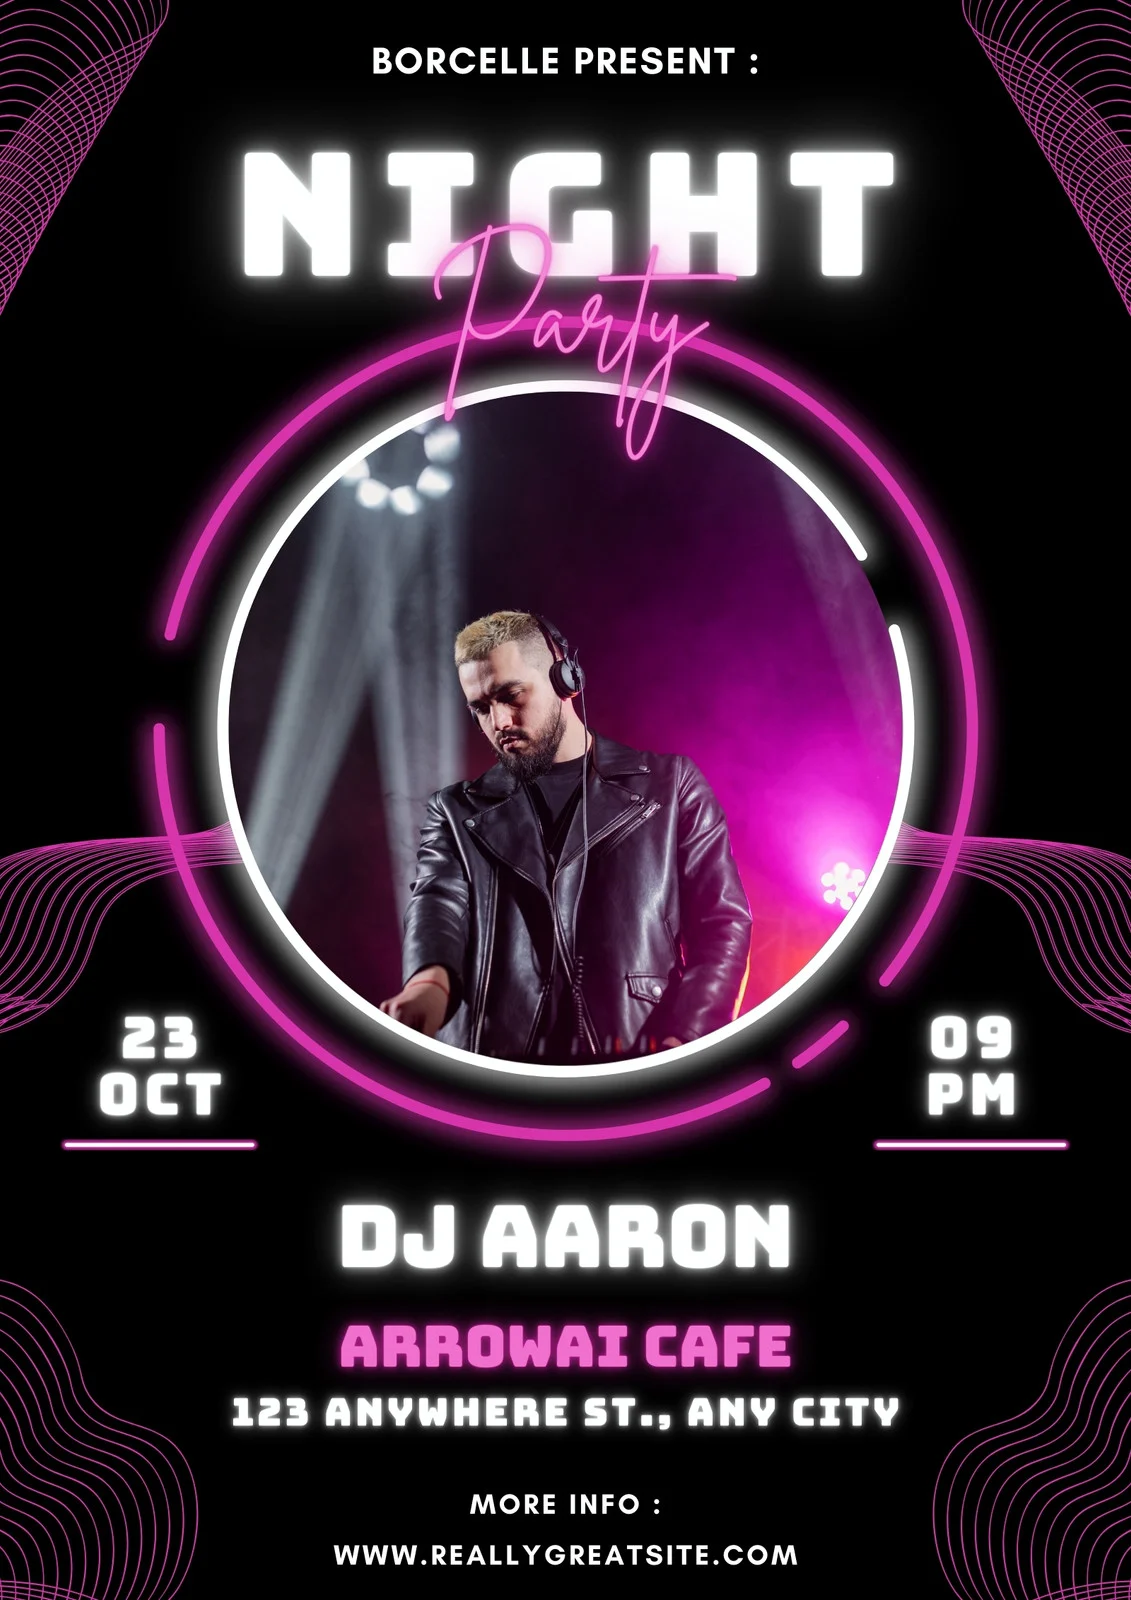 BORCELLE PRESENT :
NIGHT
Party
23
OCT
09
PM
DJ AARON
ARROWAI CAFE
123 ANYWHERE ST., ANY CITY
MORE INFO :
WWW.REALLYGREATSITE.COM